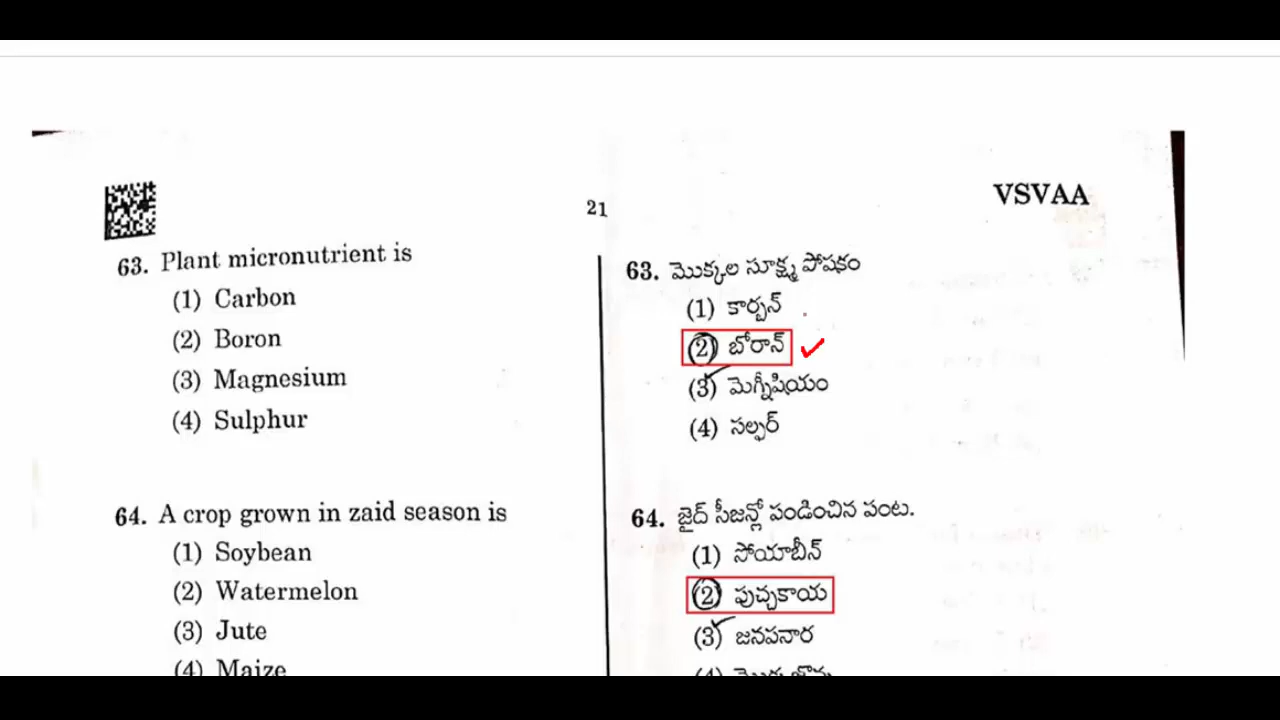 VSVAA
21
63. Plant micronutrient is
(1) Carbon
(2) Boron
(3) Magnesium
(4) Sulphur
64. A crop grown in zaid season is
(1) Soybean
(2) Watermelon
(3) Jute
(4) Maize
63. మొక్కల సూక్ష్మ పోషకం
(1) కార్బన్
(2) బోరాన్
(3) మెగ్నీషియం
(4) సల్ఫర్
64. జైద్ సీజన్లో పండించిన పంట.
(1) సోయాబీన్
(2) పుచ్చకాయ
(3) జనపనార
(4)